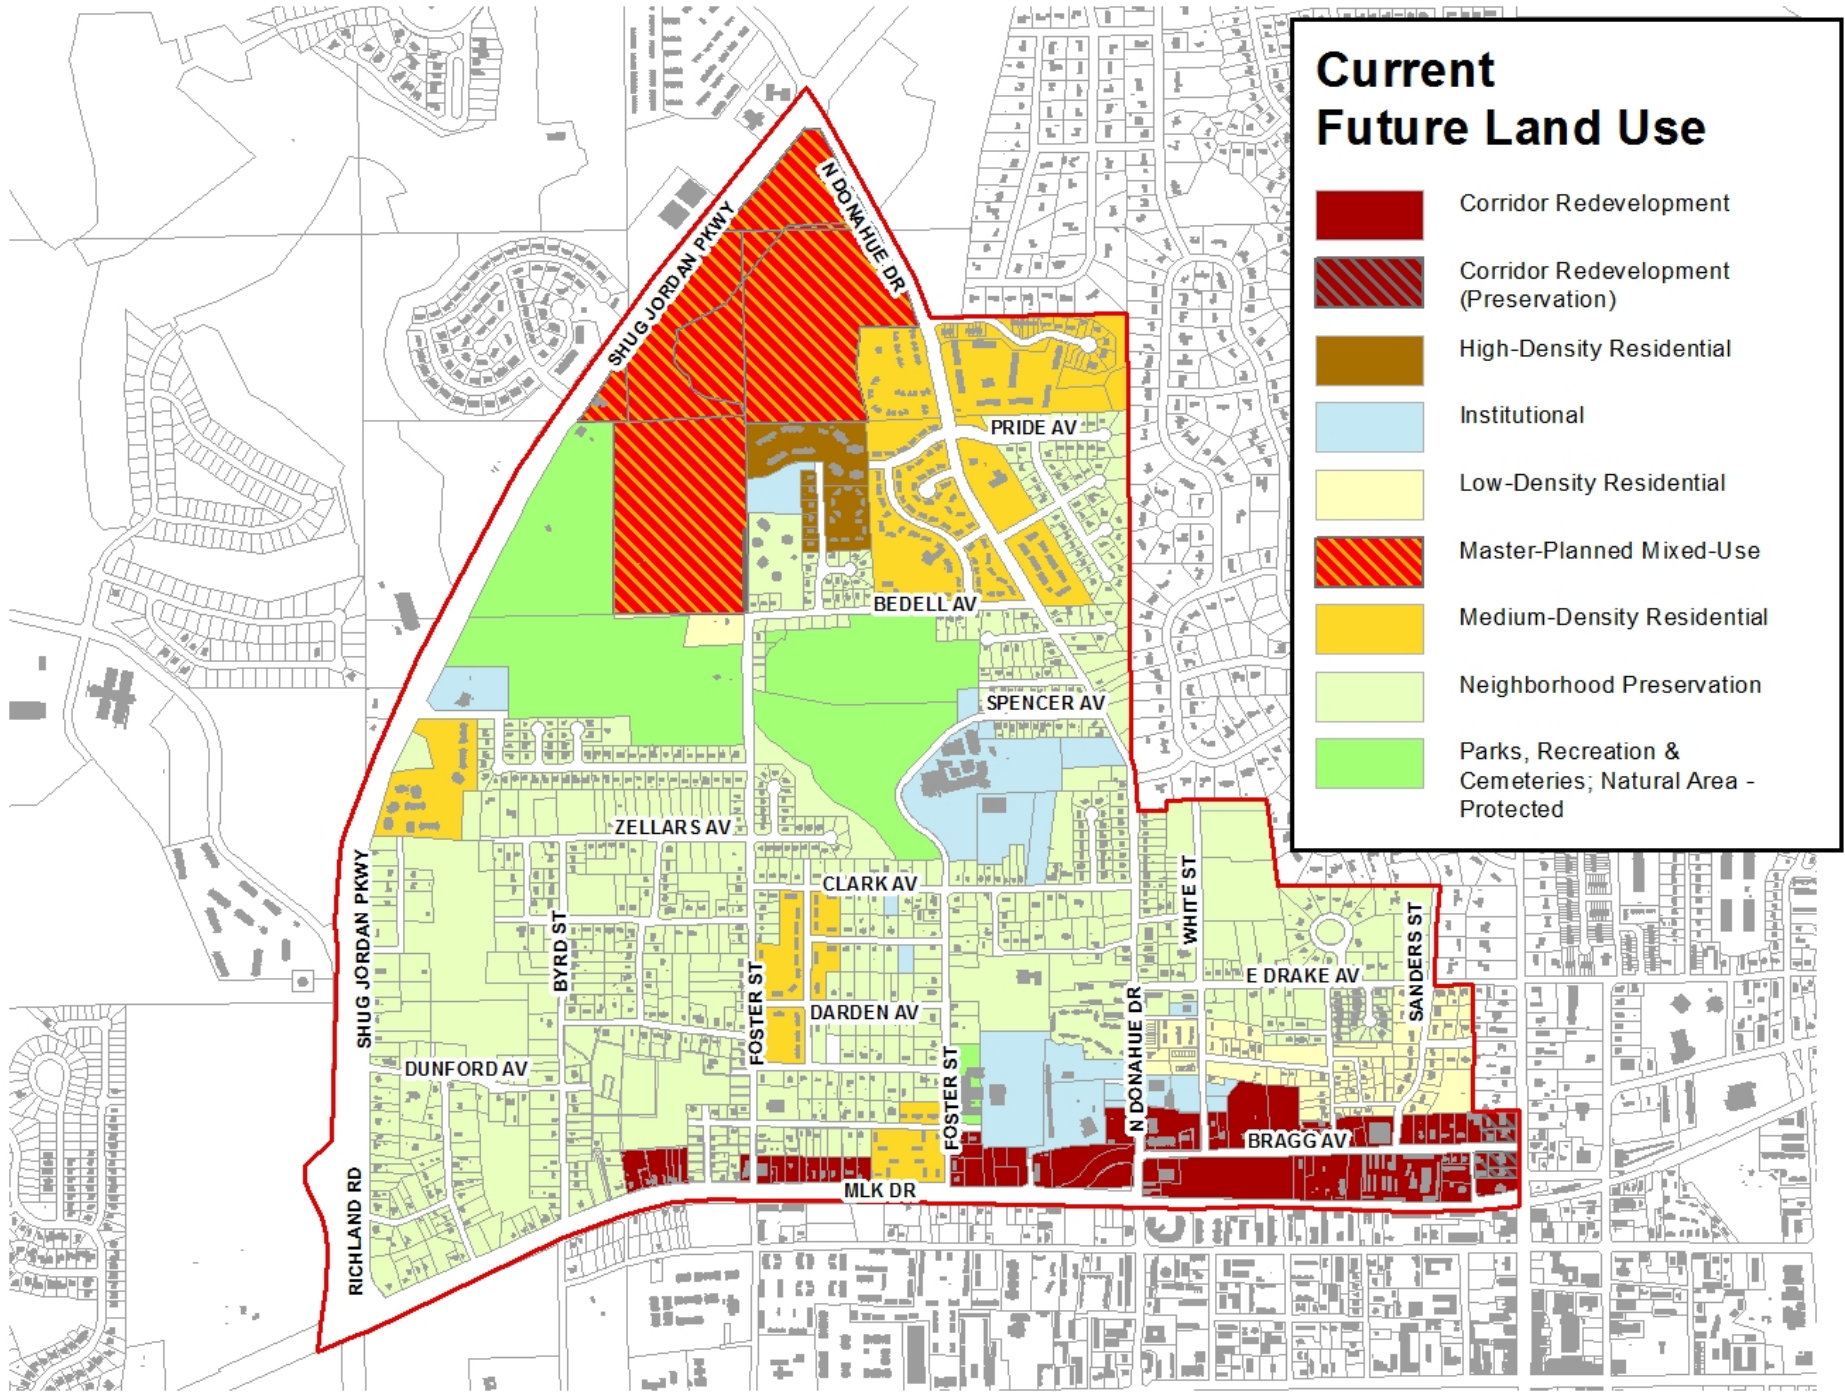 Current
Future Land Use
Corridor Redevelopment
Corridor Redevelopment
(Preservation)
High-Density Residential
Institutional
Low-Density Residential
Master-Planned Mixed-Use
Medium-Density Residential
Neighborhood Preservation
Parks, Recreation &
Cemeteries; Natural Area -
Protected
N DONAHUE DR
SHUG JORDAN PKWY
PRIDE AV
BEDELL AV
SPENCER AV
ZELLARS AV
CLARK AV
SHUG JORDAN PKWY
BYRD ST
WHITE ST
SANDERS ST
E DRAKE AV
FOSTER ST
DARDEN AV
N DONAHUE DR
DUNFORD AV
FOSTER ST
BRAGG AV
MLK DR
RICHLAND RD